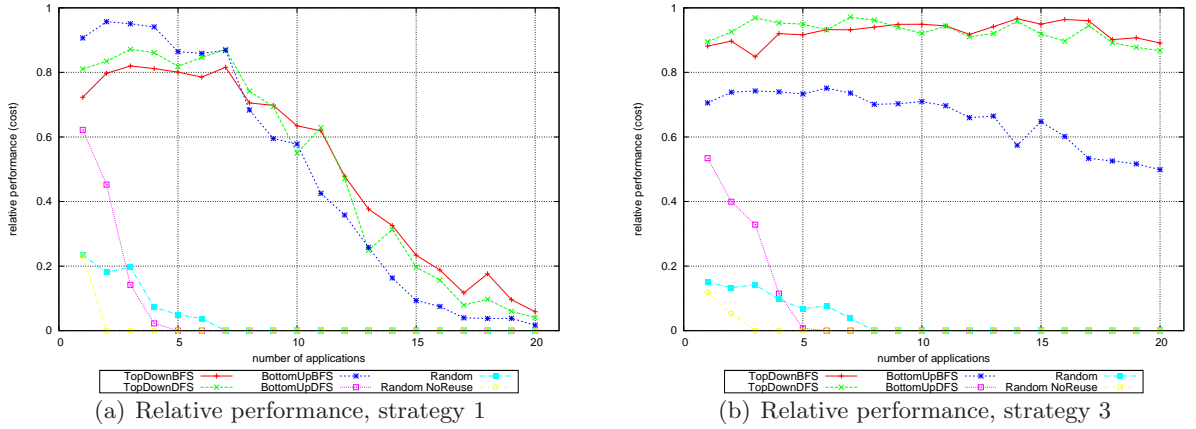 1
0.8
0.6
0.4
0.2
0
relative performance (cost)
0 5 10 15 20
number of applications
TopDownBFS BottomUpBFS Random
TopDownDFS BottomUpDFS Random NoReuse
(a) Relative performance, strategy 1
1
0.8
0.6
0.4
0.2
0
relative performance (cost)
0 5 10 15 20
number of applications
TopDownBFS BottomUpBFS Random
TopDownDFS BottomUpDFS Random NoReuse
(b) Relative performance, strategy 3